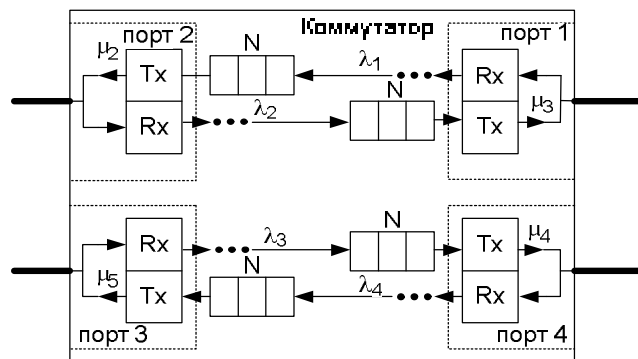 Коммутатор
порт 2
порт 1
μ2
Tx
N
λ1
Rx
Rx
λ2
N
Tx
μ3
Rx
λ3
N
Tx
μ4
μ5
Tx
N
λ4
Rx
порт 3
порт 4